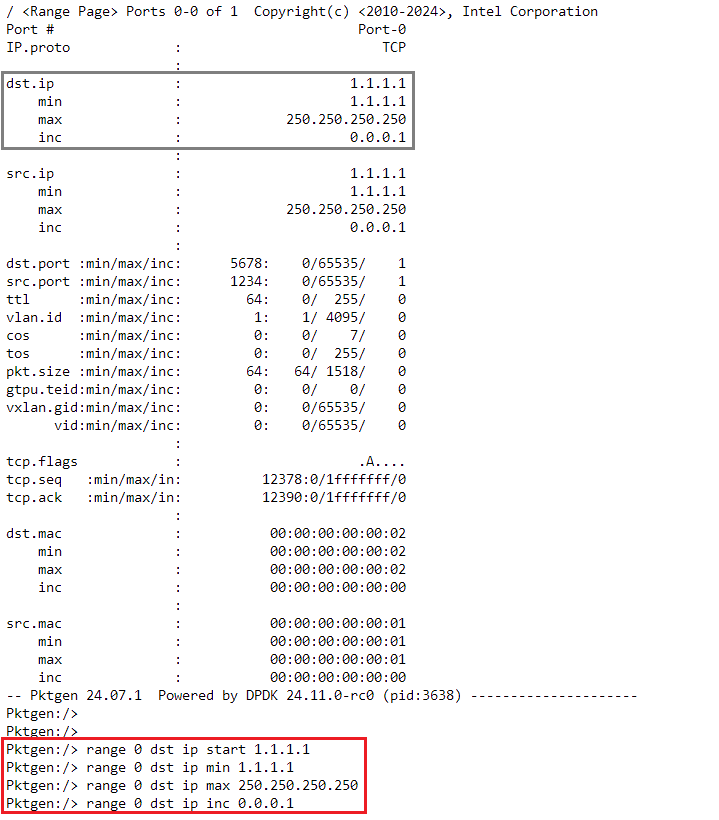 / <Range Page> Ports 0-0 of 1  Copyright(c) <2010-2024>, Intel Corporation
Port #                                      Port-0
IP.proto             :                         TCP
                     :
dst.ip               :                     1.1.1.1
    min              :                     1.1.1.1
    max              :             250.250.250.250
    inc              :                     0.0.0.1
                     :
src.ip               :                     1.1.1.1
    min              :                     1.1.1.1
    max              :             250.250.250.250
    inc              :                     0.0.0.1
                     :
dst.port :min/max/inc:      5678:    0/65535/    1
src.port :min/max/inc:      1234:    0/65535/    1
ttl      :min/max/inc:        64:    0/  255/    0
vlan.id  :min/max/inc:         1:    1/ 4095/    0
cos      :min/max/inc:         0:    0/    7/    0
tos      :min/max/inc:         0:    0/  255/    0
pkt.size :min/max/inc:        64:   64/ 1518/    0
gtpu.teid:min/max/inc:         0:    0/    0/    0
vxlan.gid:min/max/inc:         0:    0/65535/    0
      vid:min/max/inc:         0:    0/65535/    0
                     :
tcp.flags            :                      .A....
tcp.seq   :min/max/in:          12378:0/1fffffff/0
tcp.ack   :min/max/in:          12390:0/1fffffff/0
                     :
dst.mac              :           00:00:00:00:00:02
    min              :           00:00:00:00:00:02
    max              :           00:00:00:00:00:02
    inc              :           00:00:00:00:00:00
                     :
src.mac              :           00:00:00:00:00:01
    min              :           00:00:00:00:00:01
    max              :           00:00:00:00:00:01
    inc              :           00:00:00:00:00:00
-- Pktgen 24.07.1  Powered by DPDK 24.11.0-rc0 (pid:3638) ---------------------
Pktgen:/>
Pktgen:/>
Pktgen:/> range 0 dst ip start 1.1.1.1
Pktgen:/> range 0 dst ip min 1.1.1.1
Pktgen:/> range 0 dst ip max 250.250.250.250
Pktgen:/> range 0 dst ip inc 0.0.0.1